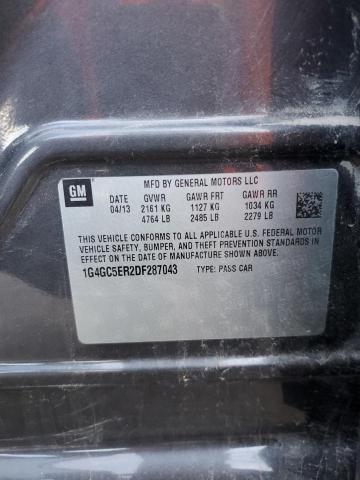 GM
MFD BY GENERAL MOTORS LLC
DATE GVWR GAWR FRT GAWR RR
04/13 2161 KG 1127 KG 1034 KG
4764 LB 2485 LB 2279 LB
THIS VEHICLE CONFORMS TO ALL APPLICABLE U.S. FEDERAL MOTOR
VEHICLE SAFETY, BUMPER, AND THEFT PREVENTION STANDARDS IN
EFFECT ON THE DATE OF MANUFACTURE SHOWN ABOVE.
1G4GC5ER2DF287043 TYPE: PASS CAR